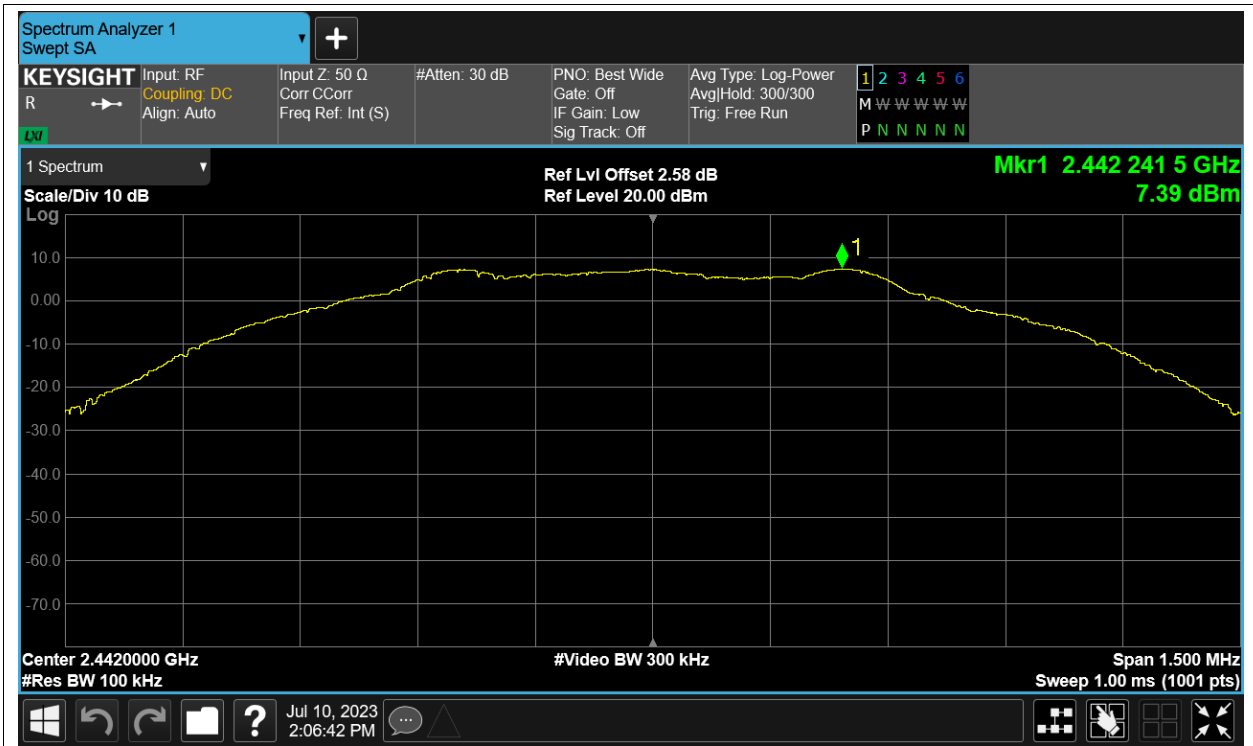 Spectrum Analyzer 1
Swept SA
KEYSIGHT
R
LXI
Input: RF
Coupling: DC
Align: Auto
Input Z: 50 Ω
Corr CCorr
Freq Ref: Int (S)
#Atten: 30 dB
PNO: Best Wide
Gate: Off
IF Gain: Low
Sig Track: Off
Avg Type: Log-Power
Avg|Hold: 300/300
Trig: Free Run
1 2 3 4 5 6
M W W W W W
P N N N N N
1 Spectrum
Scale/Div 10 dB
Ref Lvl Offset 2.58 dB
Ref Level 20.00 dBm
Mkr1 2.442 241 5 GHz
7.39 dBm
Log
1
10.0
0.00
-10.0
-20.0
-30.0
-40.0
-50.0
-60.0
-70.0
Center 2.4420000 GHz
#Video BW 300 kHz
Span 1.500 MHz
#Res BW 100 kHz
Sweep 1.00 ms (1001 pts)
?
Jul 10, 2023
2:06:42 PM